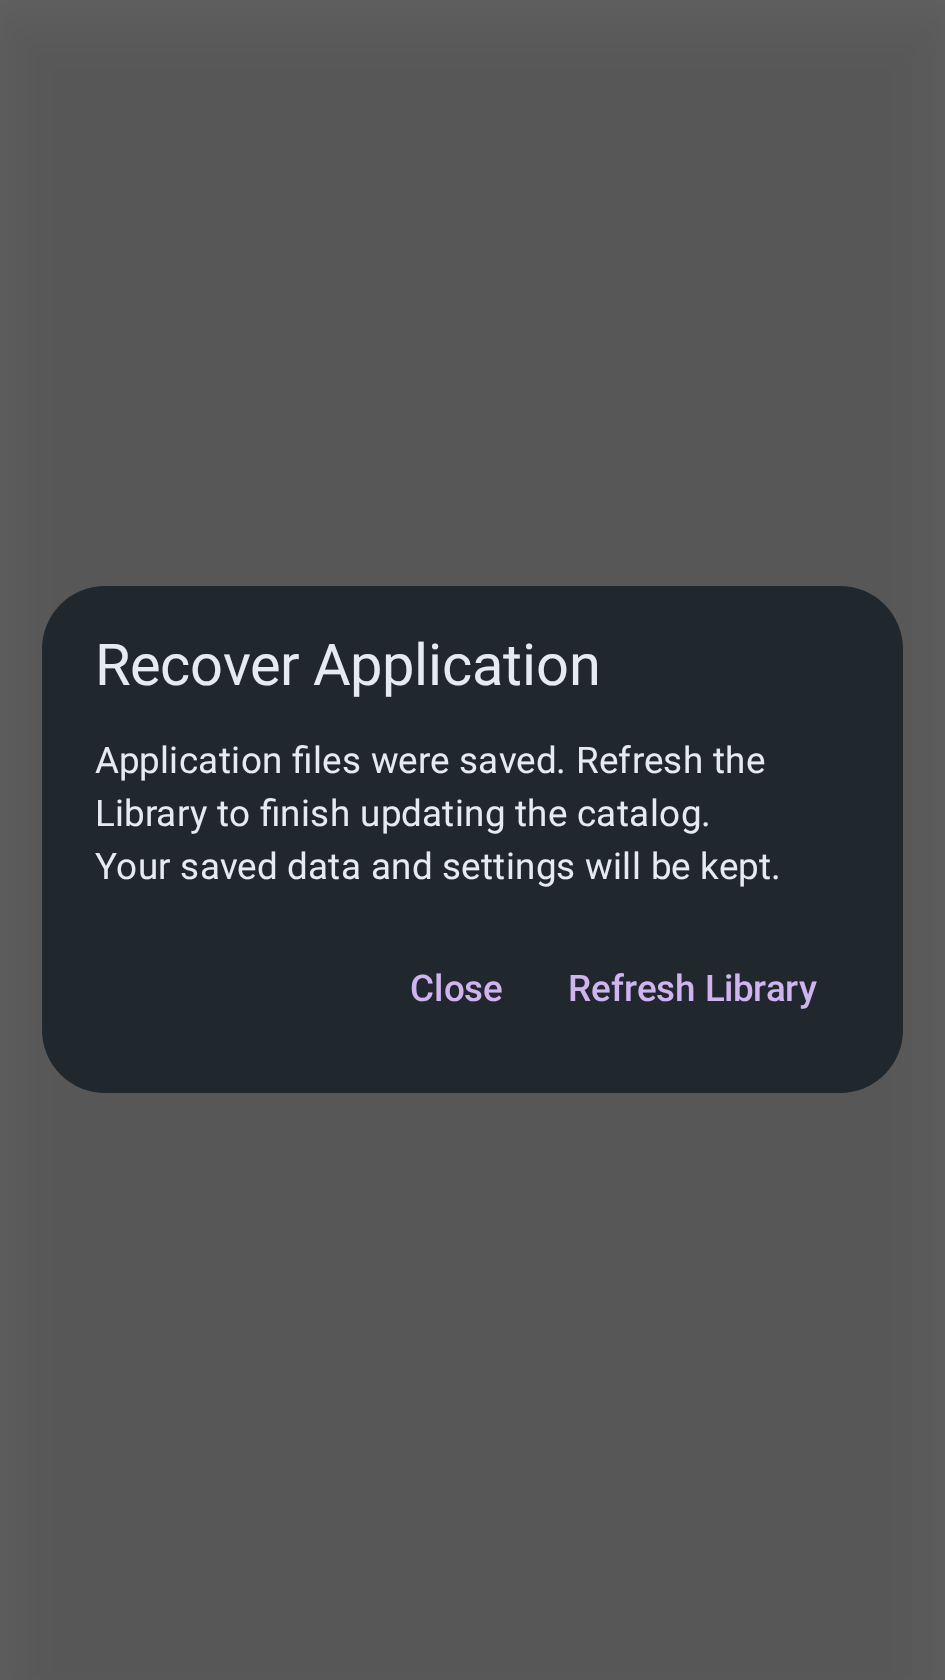 Recover Application
Application files were saved. Refresh the
Library to finish updating the catalog.
Your saved data and settings will be kept.
Close
Refresh Library